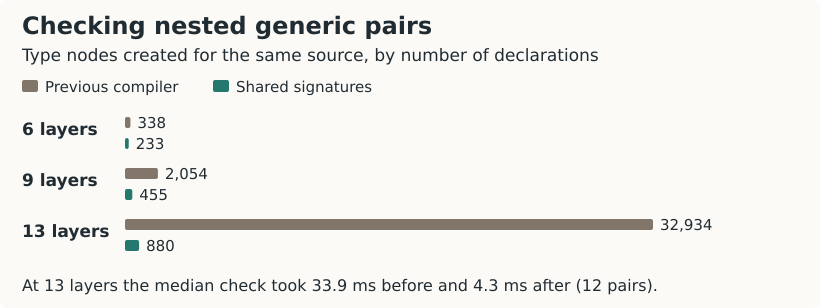 Checking nested generic pairs
Type nodes created for the same source, by number of declarations
Previous compiler Shared signatures
6 layers 338
233
9 layers 2,054
455
13 layers 32,934
880
At 13 layers the median check took 33.9 ms before and 4.3 ms after (12 pairs).